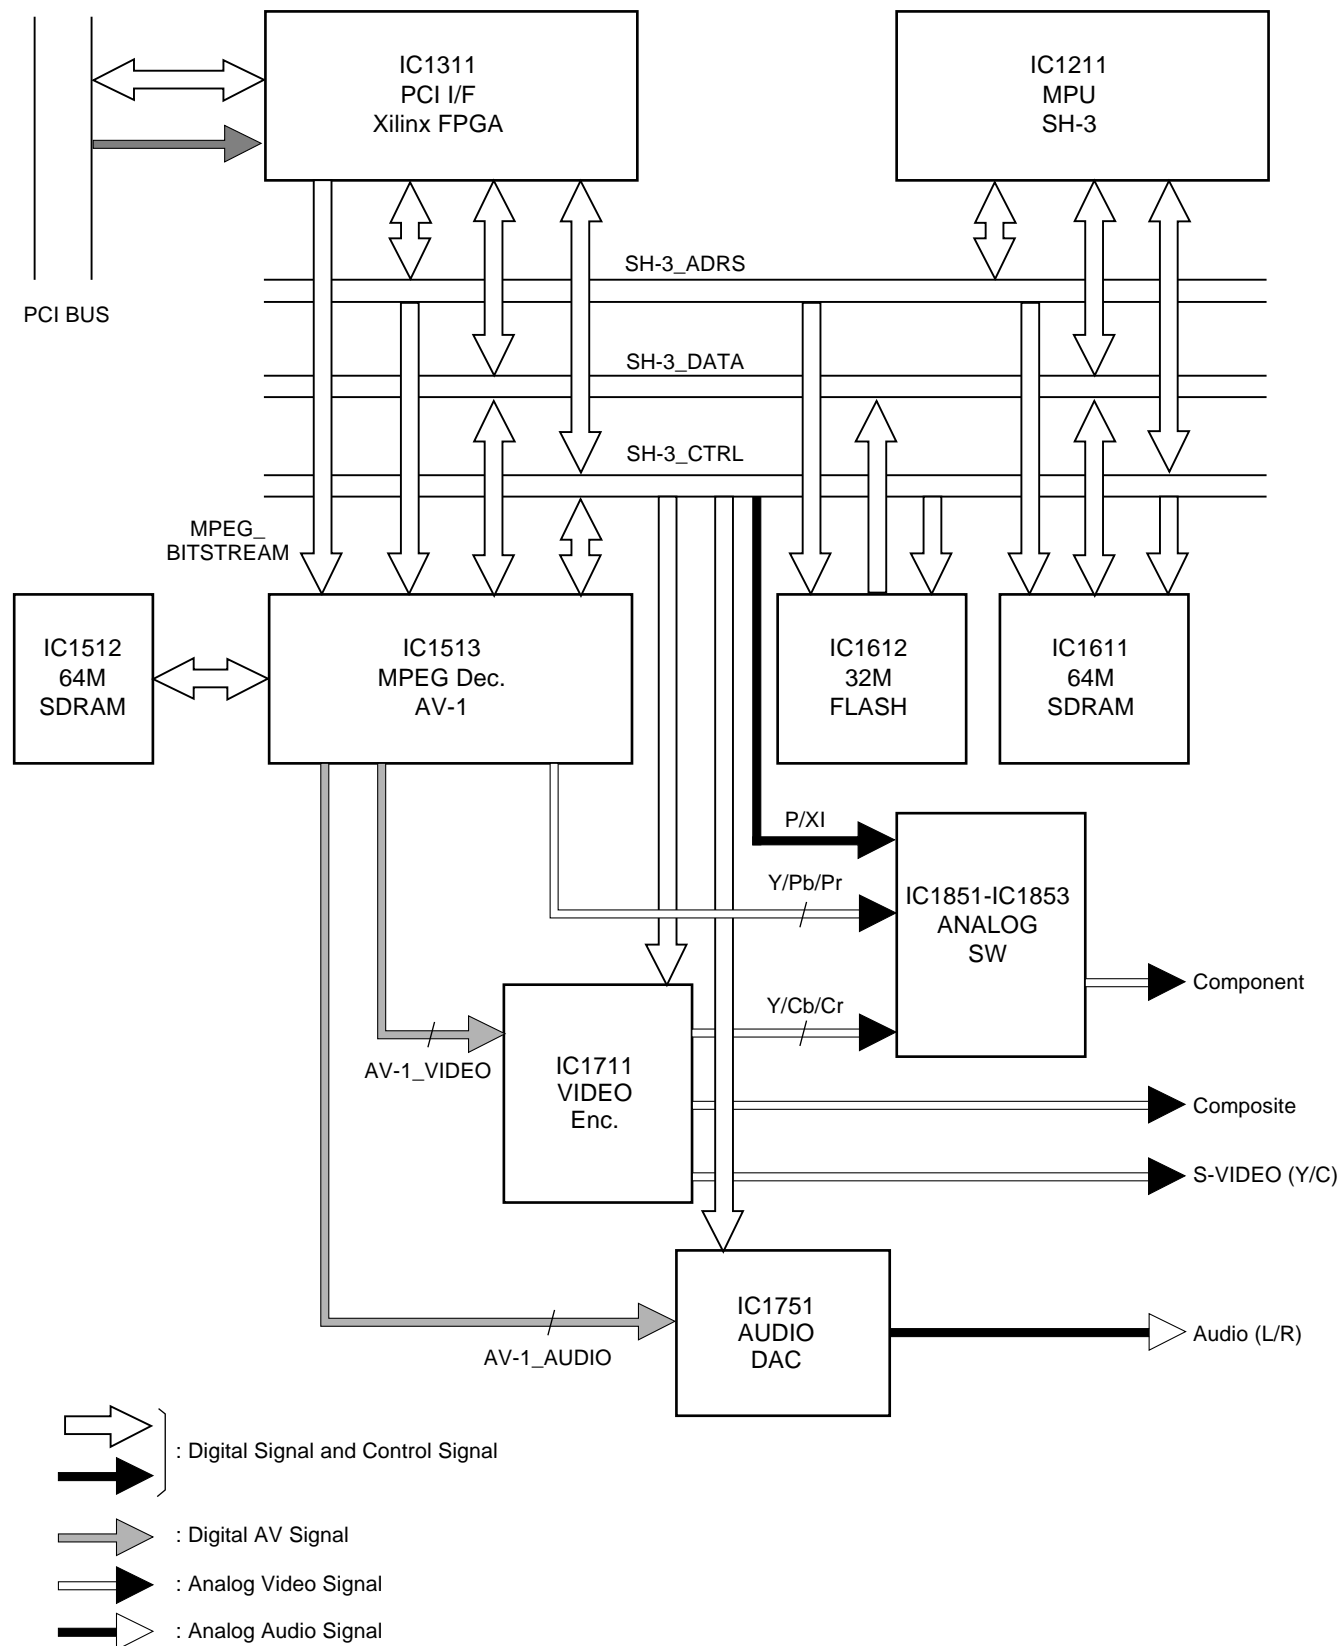 IC1311
PCI I/F
Xilinx FPGA
IC1211
MPU
SH-3
SH-3_ADRS
PCI BUS
SH-3_DATA
SH-3_CTRL
MPEG_
BITSTREAM
IC1512
64M
SDRAM
IC1513
MPEG Dec.
AV-1
IC1612
32M
FLASH
IC1611
64M
SDRAM
P/XI
Y/Pb/Pr
IC1851-IC1853
ANALOG
SW
Component
Y/Cb/Cr
AV-1_VIDEO
IC1711
VIDEO
Enc.
Composite
S-VIDEO (Y/C)
IC1751
AUDIO
DAC
Audio (L/R)
AV-1_AUDIO
: Digital Signal and Control Signal
: Digital AV Signal
: Analog Video Signal
: Analog Audio Signal